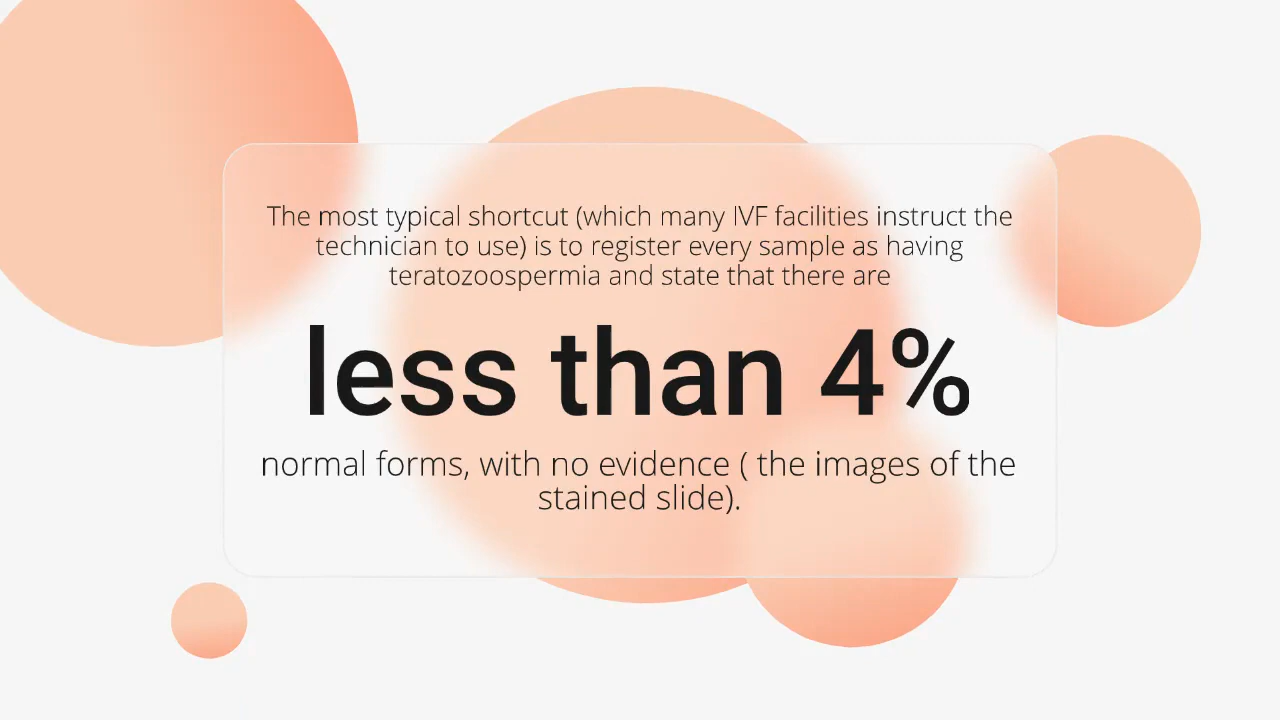 The most typical shortcut (which many IVF facilities instruct the
technician to use) is to register every sample as having
teratozoospermia and state that there are
less than 4%
normal forms, with no evidence ( the images of the
stained slide).